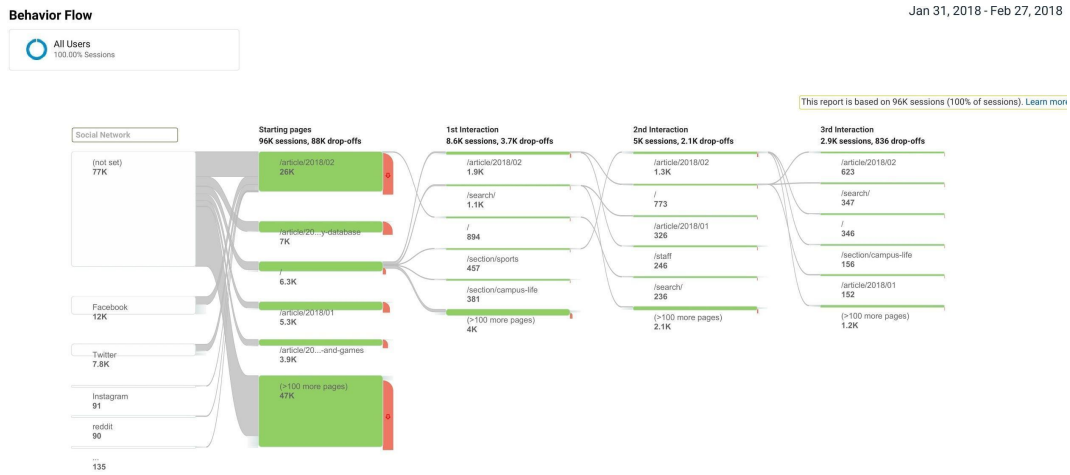 Behavior Flow
Jan 31, 2018 - Feb 27, 2018
All Users
100.00% Sessions
This report is based on 96K sessions (100% of sessions). Learn more
Social Network
(not set)
77K
Facebook
12K
Twitter
7.8K
Instagram
91
reddit
90
...
135
Starting pages
96K sessions, 88K drop-offs
/article/2018/02
26K
/article/20...y-database
7K
/
6.3K
/article/2018/01
5.3K
/article/20...-and-games
3.9K
(>100 more pages)
47K
1st Interaction
8.6K sessions, 3.7K drop-offs
/article/2018/02
1.9K
/search/
1.1K
/
894
/section/sports
457
/section/campus-life
381
(>100 more pages)
4K
2nd Interaction
5K sessions, 2.1K drop-offs
/article/2018/02
1.3K
/
773
/article/2018/01
326
/staff
246
/search/
236
(>100 more pages)
2.1K
3rd Interaction
2.9K sessions, 836 drop-offs
/article/2018/02
623
/search/
347
/
346
/section/campus-life
156
/article/2018/01
152
(>100 more pages)
1.2K